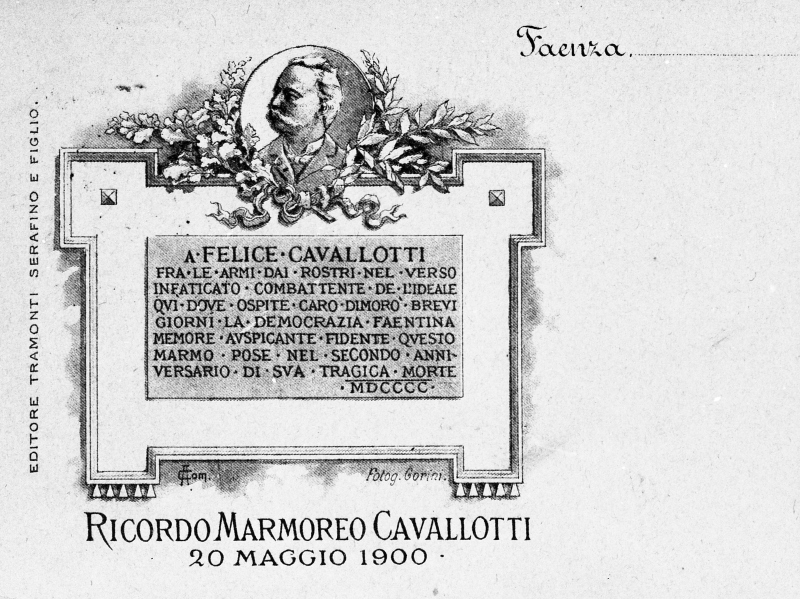 Faenza.
EDITORE TRAMONTI SERAFINO E FIGLIO.
A·FELICE·CAVALLOTTI
FRA·LE·ARMI·DAI·ROSTRI·NEL·VERSO
INFATICATO·COMBATTENTE·DE·L'IDEALE
QVI·DOVE·OSPITE·CARO·DIMORO'·BREVI
GIORNI·LA·DEMOCRAZIA·FAENTINA
MEMORE·AVSPICANTE·FIDENTE·QVESTO
MARMO·POSE·NEL·SECONDO·ANNI-
VERSARIO·DI·SVA·TRAGICA·MORTE
·MDCCCC·
Fotog. Gorini.
RICORDO MARMOREO CAVALLOTTI
20 MAGGIO 1900·